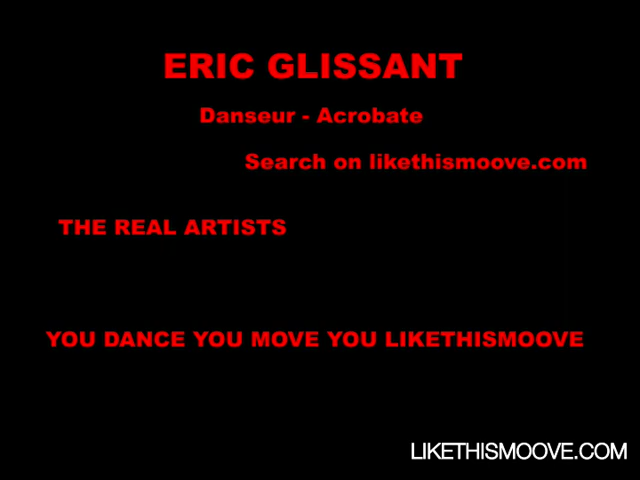 ERIC GLISSANT
Danseur - Acrobate
Search on likethismoove.com
THE REAL ARTISTS
YOU DANCE YOU MOVE YOU LIKETHISMOOVE
LIKETHISMOOVE.COM